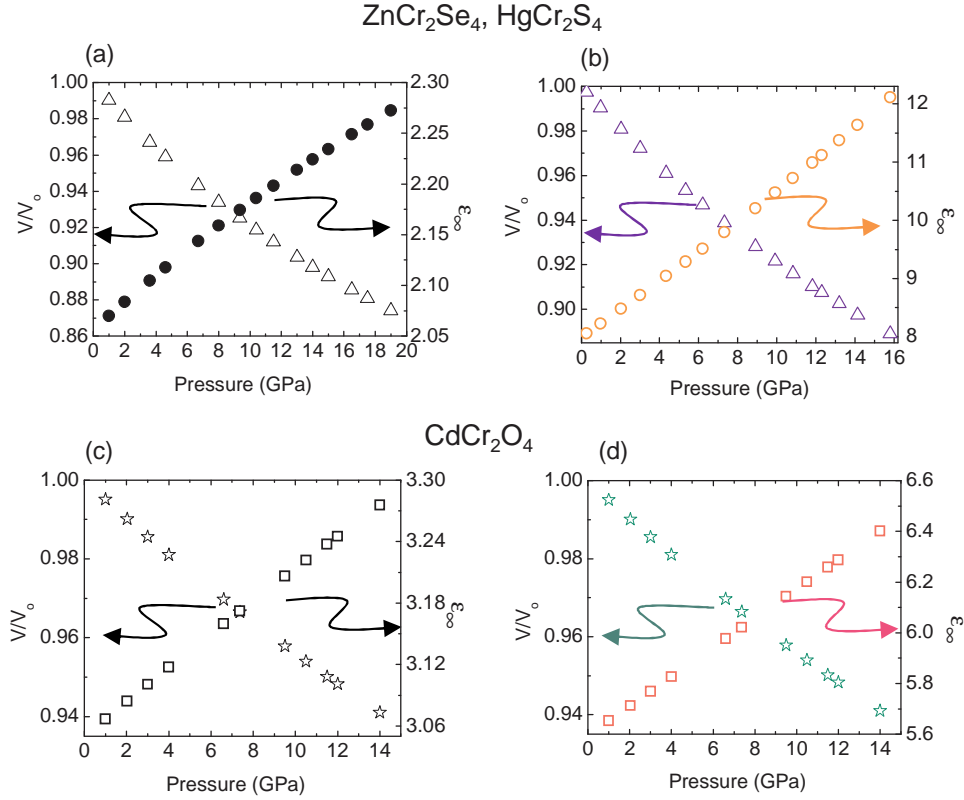 ZnCr₂Se₄, HgCr₂S₄
(a)
1.00
0.98
0.96
0.94
0.92
0.90
0.88
0.86
V/Vₒ
2.30
2.25
2.20
2.15
2.10
2.05
ε∞
0 2 4 6 8 10 12 14 16 18 20
Pressure (GPa)
(b)
1.00
0.98
0.96
0.94
0.92
0.90
V/Vₒ
12
11
10
9
8
ε∞
0 2 4 6 8 10 12 14 16
Pressure (GPa)
CdCr₂O₄
(c)
1.00
0.98
0.96
0.94
V/Vₒ
3.30
3.24
3.18
3.12
3.06
ε∞
0 2 4 6 8 10 12 14
Pressure (GPa)
(d)
1.00
0.98
0.96
0.94
V/Vₒ
6.6
6.4
6.2
6.0
5.8
5.6
ε∞
0 2 4 6 8 10 12 14
Pressure (GPa)